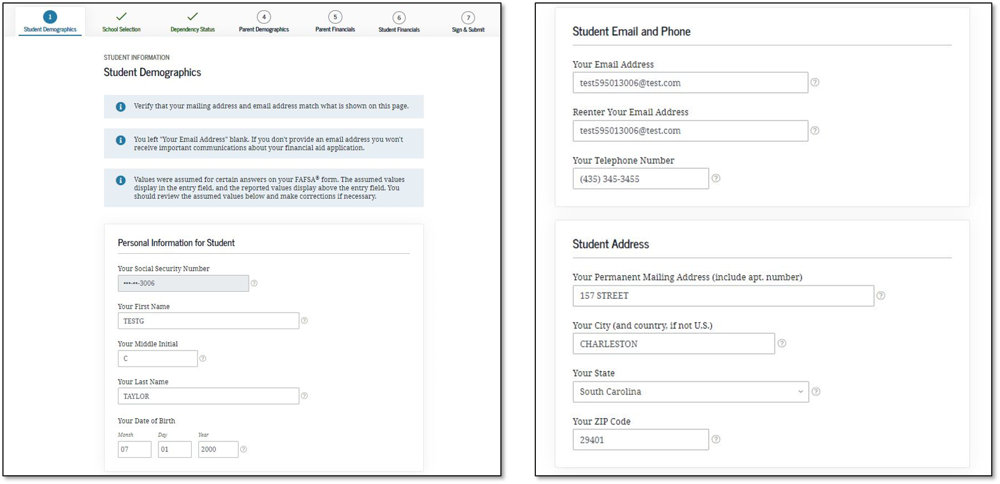 1
Student Demographics
School Selection
Dependency Status
4
Parent Demographics
5
Parent Financials
6
Student Financials
7
Sign & Submit
STUDENT INFORMATION
Student Demographics
Verify that your mailing address and email address match what is shown on this page.
You left "Your Email Address" blank. If you don't provide an email address you won't
receive important communications about your financial aid application.
Values were assumed for certain answers on your FAFSA® form. The assumed values
display in the entry field, and the reported values display above the entry field. You
should review the assumed values below and make corrections if necessary.
Personal Information for Student
Your Social Security Number
•••-••-3006
Your First Name
TESTG
Your Middle Initial
C
Your Last Name
TAYLOR
Your Date of Birth
Month Day Year
07 01 2000
Student Email and Phone
Your Email Address
test595013006@test.com
Reenter Your Email Address
test595013006@test.com
Your Telephone Number
(435) 345-3455
Student Address
Your Permanent Mailing Address (include apt. number)
157 STREET
Your City (and country, if not U.S.)
CHARLESTON
Your State
South Carolina
Your ZIP Code
29401